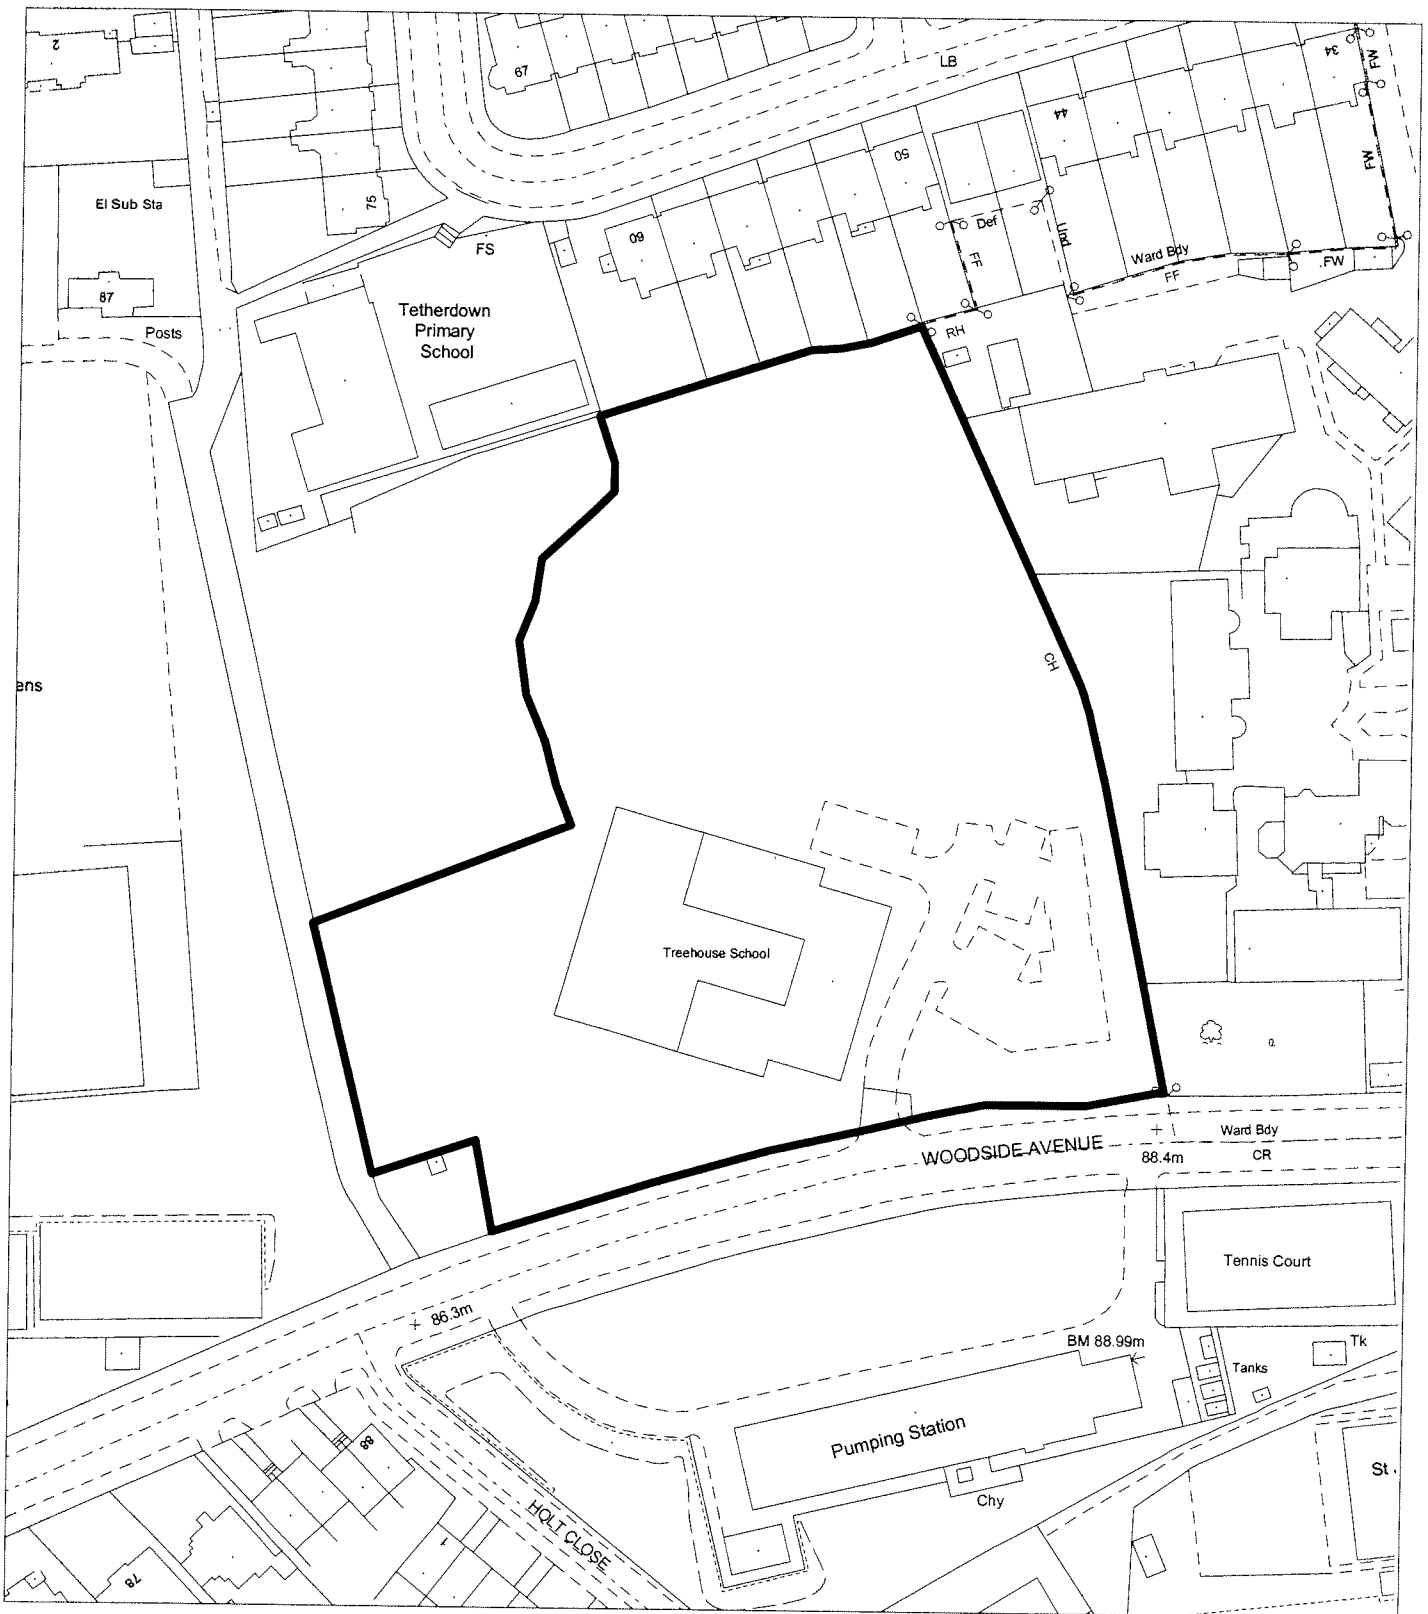 2
67
LB
34
FW
44
50
FW
El Sub Sta
75
60
Def
Und
Ward Bdy
FF
FF
FW
FS
87
Posts
Tetherdown
Primary
School
RH
CH
ens
Treehouse School
WOODSIDE AVENUE
88.4m
Ward Bdy
CR
Tennis Court
86.3m
BM 88.99m
Tk
Tanks
Pumping Station
88
Chy
St
HOLT CLOSE
1
78